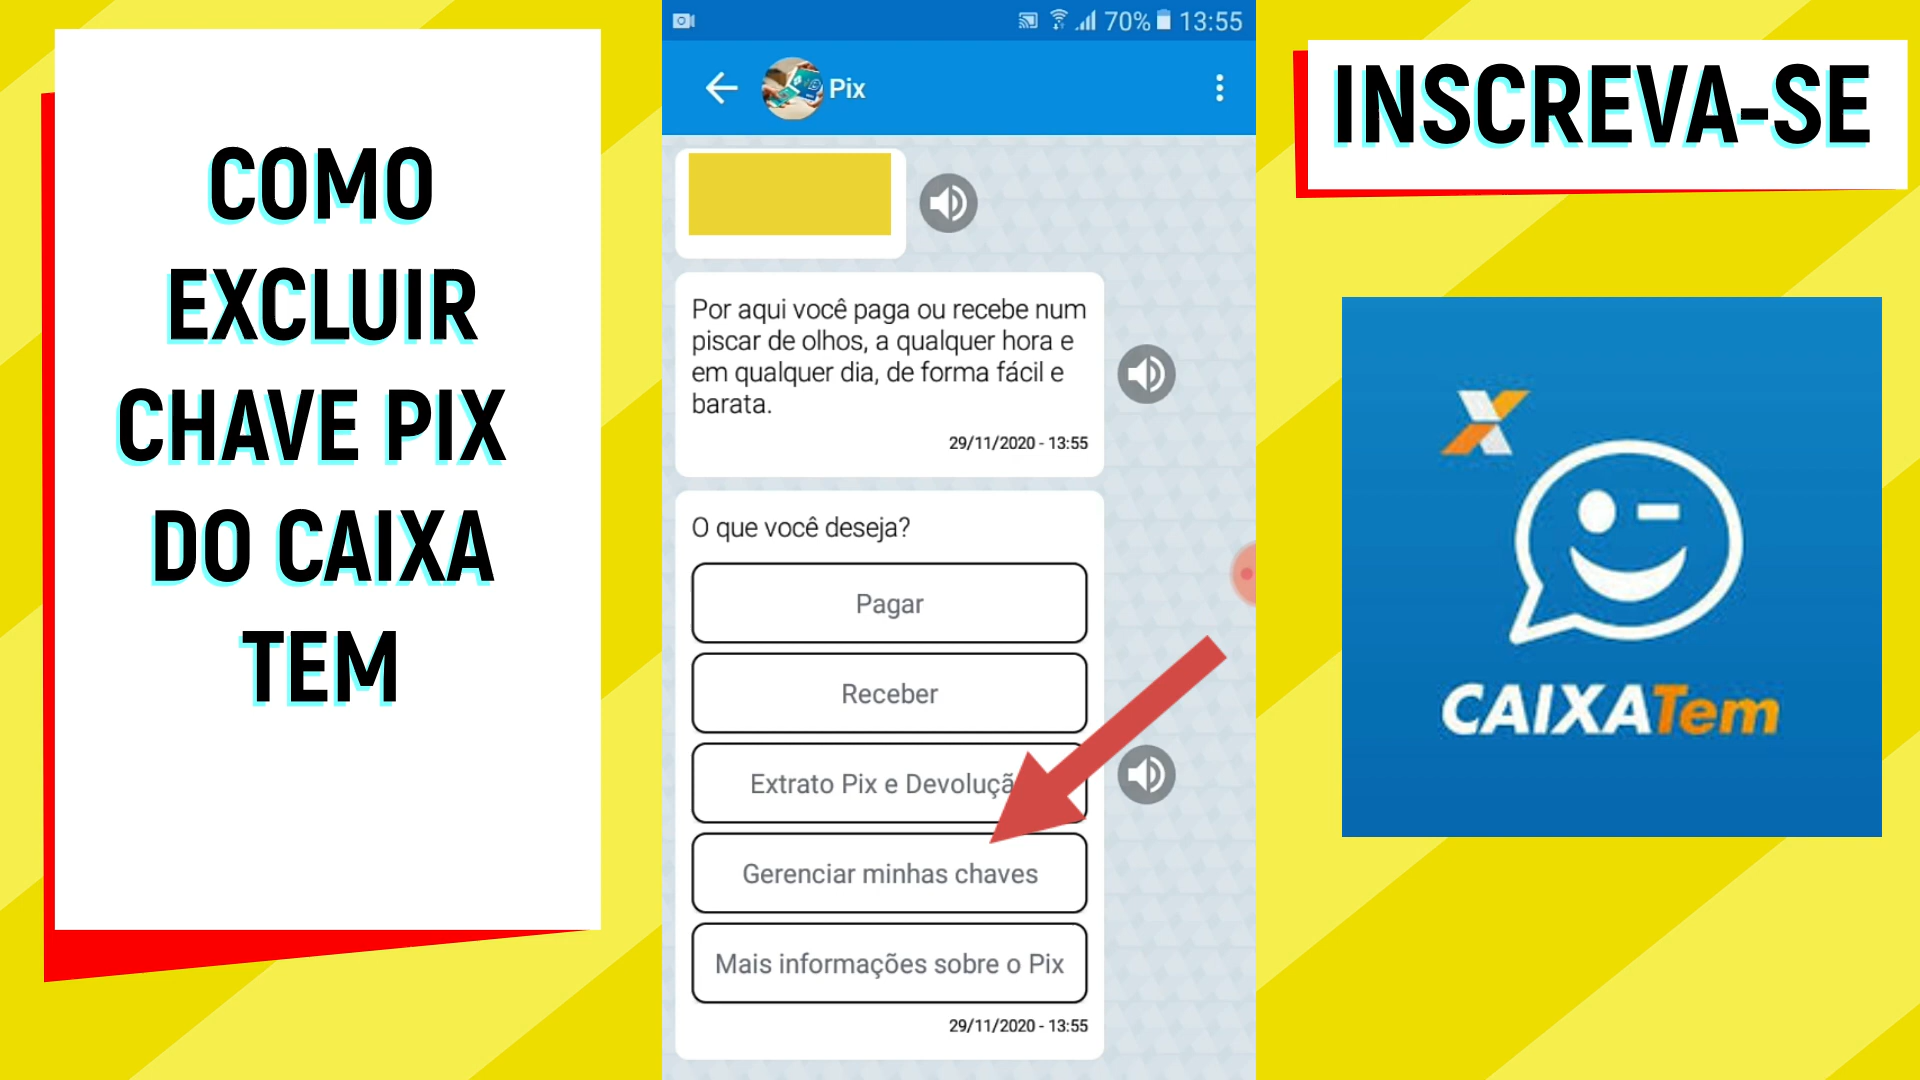 COMO
EXCLUIR
CHAVE PIX
DO CAIXA
TEM
70% 13:55
Pix
Por aqui você paga ou recebe num
piscar de olhos, a qualquer hora e
em qualquer dia, de forma fácil e
barata.
29/11/2020 - 13:55
O que você deseja?
Pagar
Receber
Extrato Pix e Devoluçã
Gerenciar minhas chaves
Mais informações sobre o Pix
29/11/2020 - 13:55
INSCREVA-SE
CAIXATem